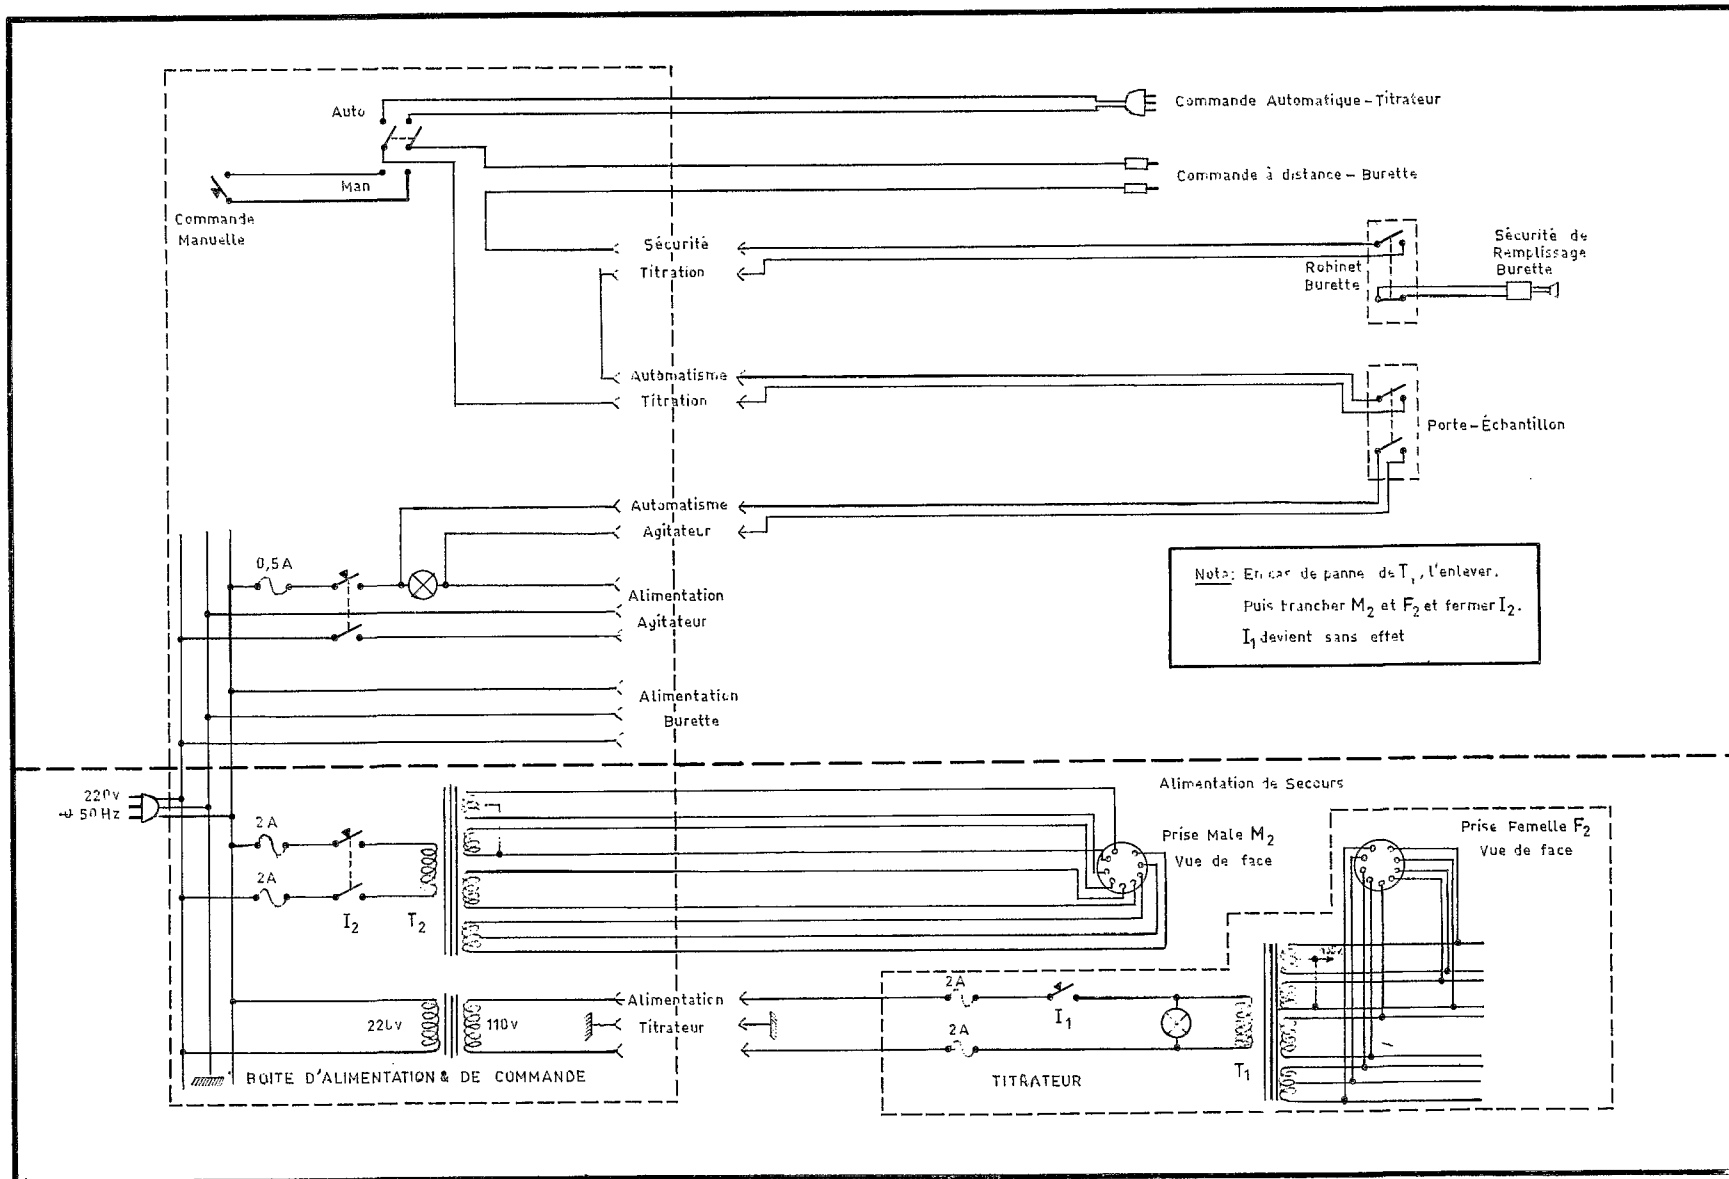 Auto
Commande Automatique - Titrateur
Man
Commande à distance - Burette
Commande
Manuelle
Sécurité
Titration
Robinet
Burette
Sécurité de
Remplissage
Burette
Automatisme
Titration
Porte-Échantillon
Automatisme
Agitateur
0,5A
Alimentation
Agitateur
Nota: En cas de panne de T1, l'enlever.
Puis trancher M2 et F2 et fermer I2.
I1 devient sans effet
Alimentation
Burette
220v
50Hz
Alimentation de Secours
2A
2A
I2
T2
Prise Male M2
Vue de face
Prise Femelle F2
Vue de face
220v
110v
Alimentation
Titrateur
2A
I1
2A
T1
BOITE D'ALIMENTATION & DE COMMANDE
TITRATEUR